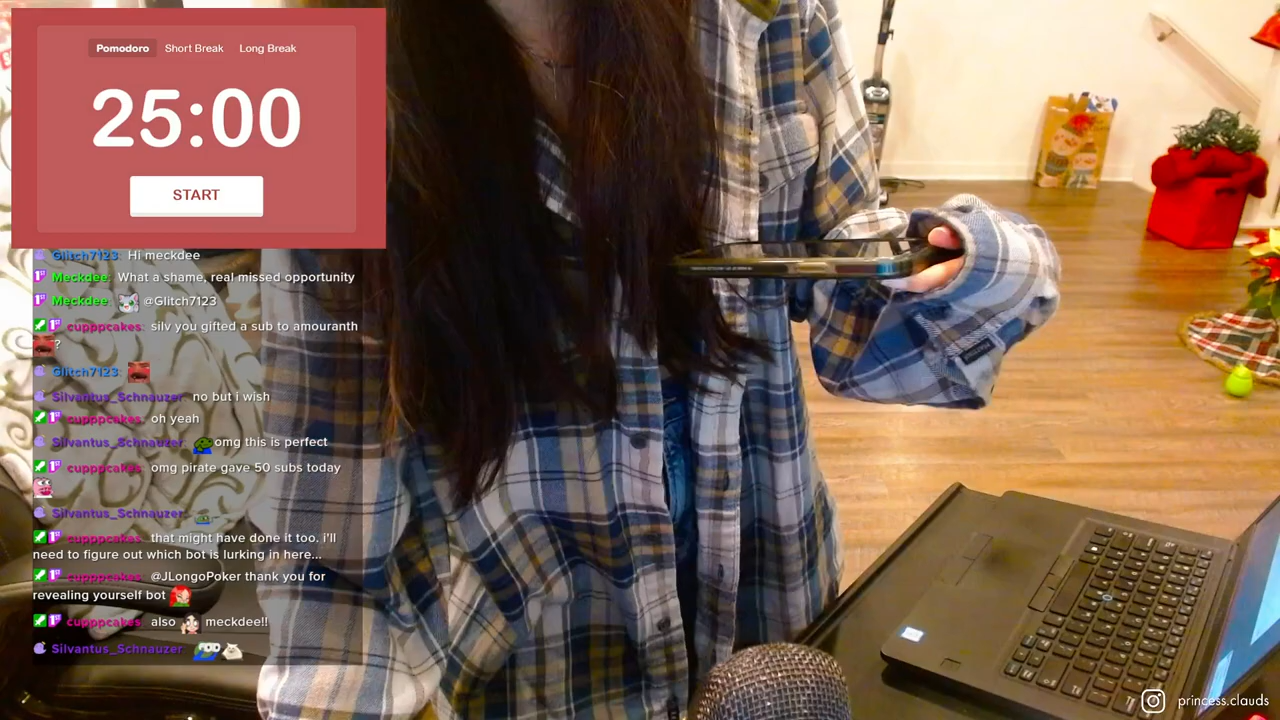 Pomodoro Short Break Long Break
25:00
START
Glitch7123: Hi meckdee
Meckdee: What a shame, real missed opportunity
Meckdee: @Glitch7123
cupppcakes: silv you gifted a sub to amouranth
?
Glitch7123:
Silvantus_Schnauzer: no but i wish
cupppcakes: oh yeah
Silvantus_Schnauzer: omg this is perfect
cupppcakes: omg pirate gave 50 subs today
Silvantus_Schnauzer:
cupppcakes: that might have done it too. i'll
need to figure out which bot is lurking in here...
cupppcakes: @JLongoPoker thank you for
revealing yourself bot
cupppcakes: also meckdee!!
Silvantus_Schnauzer:
princess.clouds